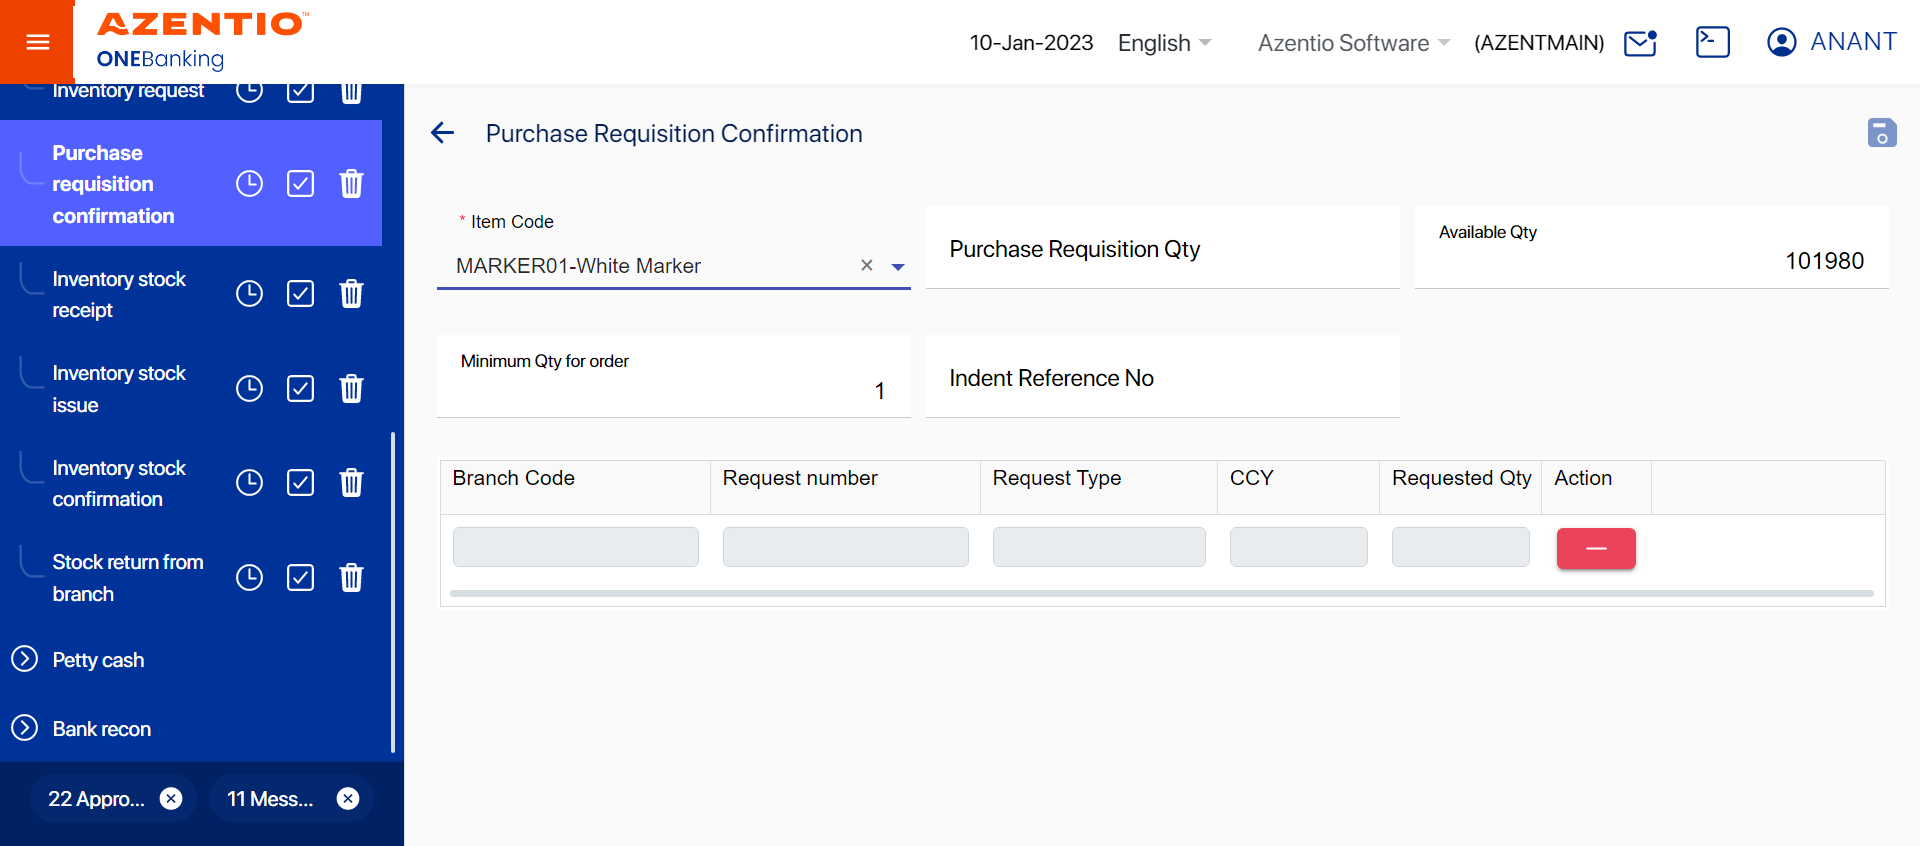 AZENTIO™
ONEBanking
10-Jan-2023
English
Azentio Software
(AZENTMAIN)
ANANT
Inventory request
Purchase
requisition
confirmation
Inventory stock
receipt
Inventory stock
issue
Inventory stock
confirmation
Stock return from
branch
Petty cash
Bank recon
22 Appro...
11 Mess...
Purchase Requisition Confirmation
* Item Code
MARKER01-White Marker
Purchase Requisition Qty
Available Qty
101980
Minimum Qty for order
1
Indent Reference No
Branch Code
Request number
Request Type
CCY
Requested Qty
Action